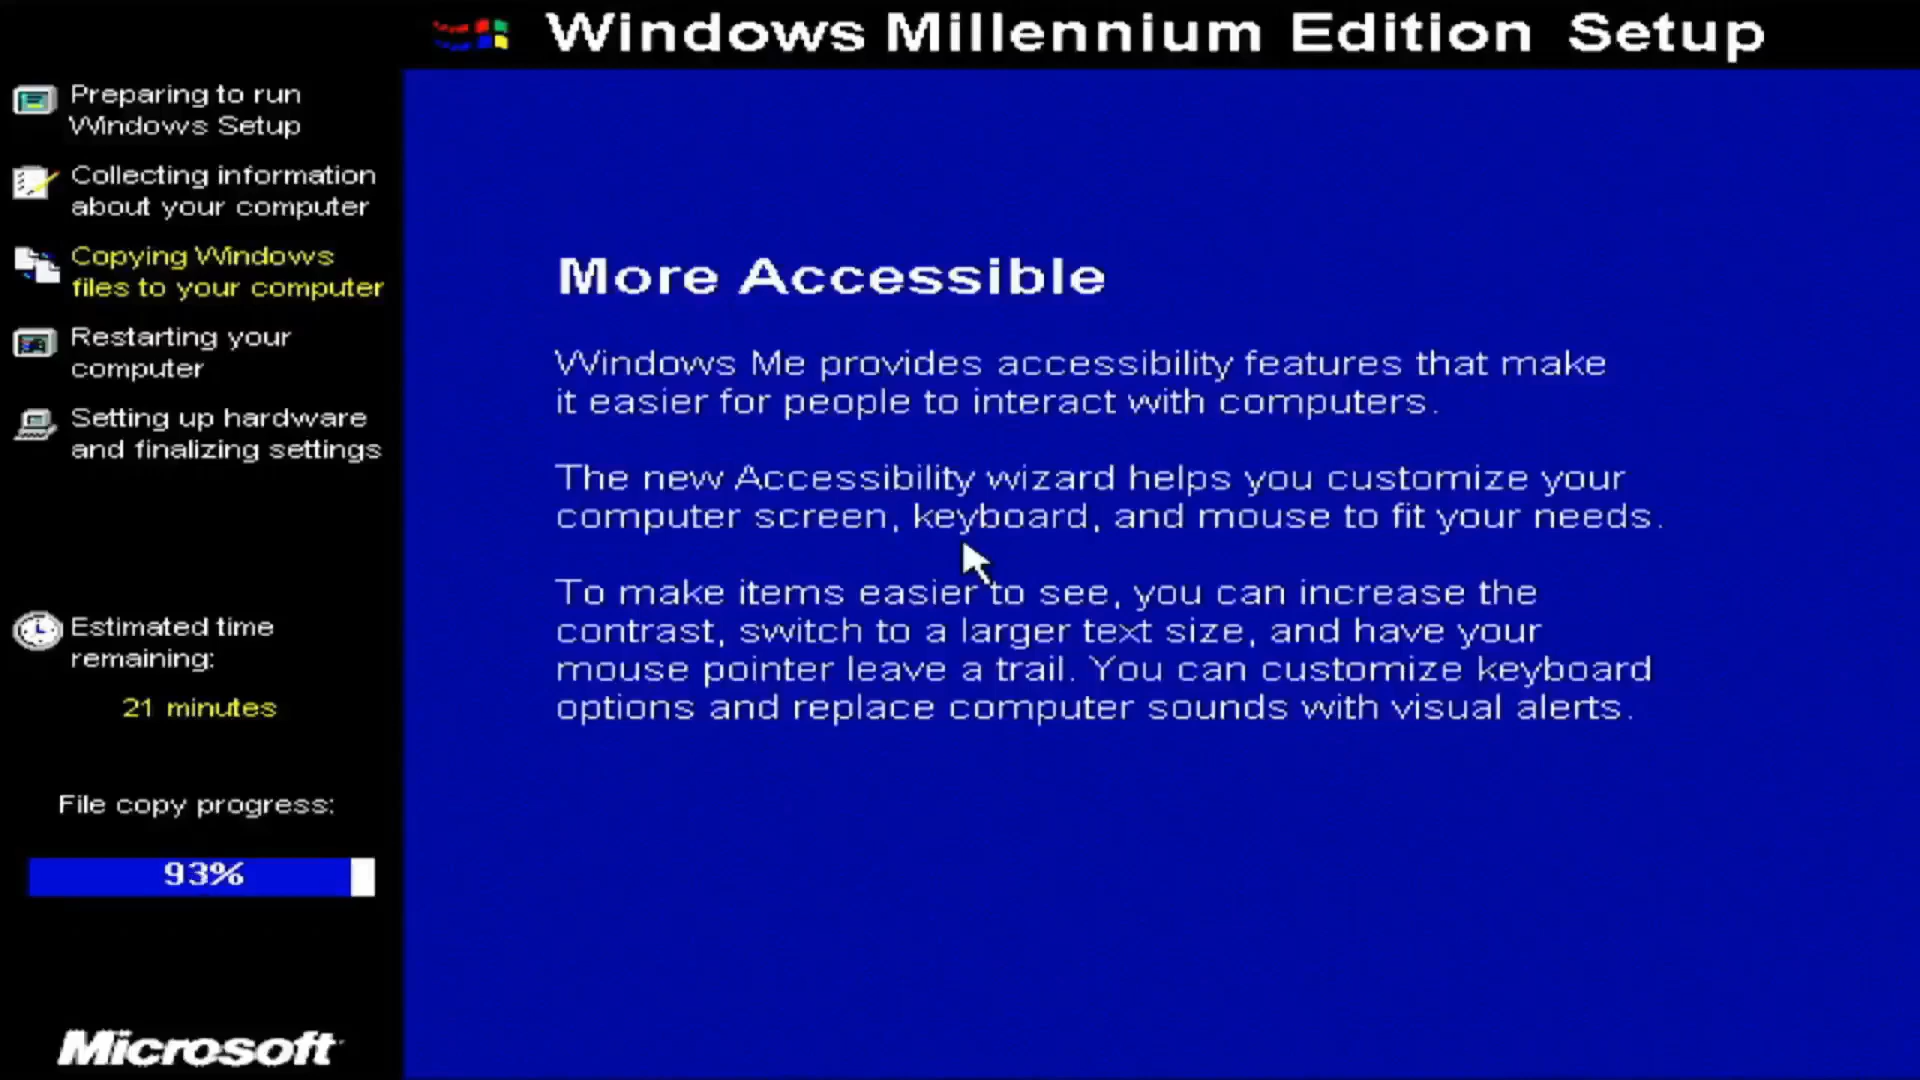 Windows Millennium Edition Setup
Preparing to run
Windows Setup
Collecting information
about your computer
Copying Windows
files to your computer
Restarting your
computer
Setting up hardware
and finalizing settings
Estimated time
remaining:
21 minutes
File copy progress:
93%
Microsoft
More Accessible
Windows Me provides accessibility features that make
it easier for people to interact with computers.
The new Accessibility wizard helps you customize your
computer screen, keyboard, and mouse to fit your needs.
To make items easier to see, you can increase the
contrast, switch to a larger text size, and have your
mouse pointer leave a trail. You can customize keyboard
options and replace computer sounds with visual alerts.